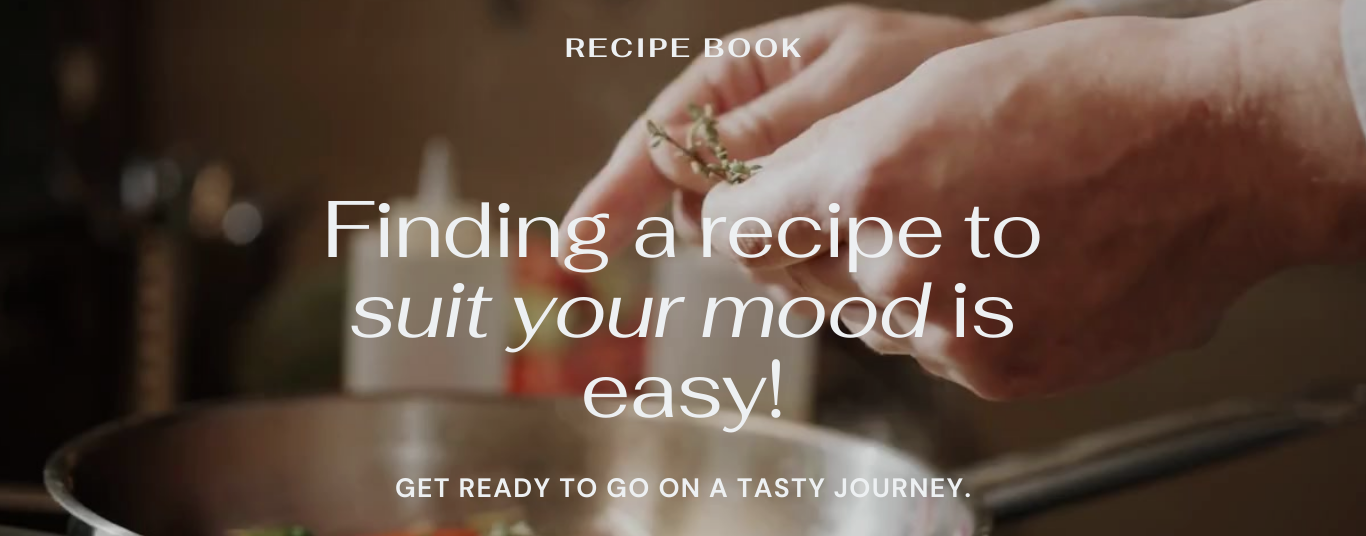 RECIPE BOOK
Finding a recipe to
suit your mood is
easy!
GET READY TO GO ON A TASTY JOURNEY.